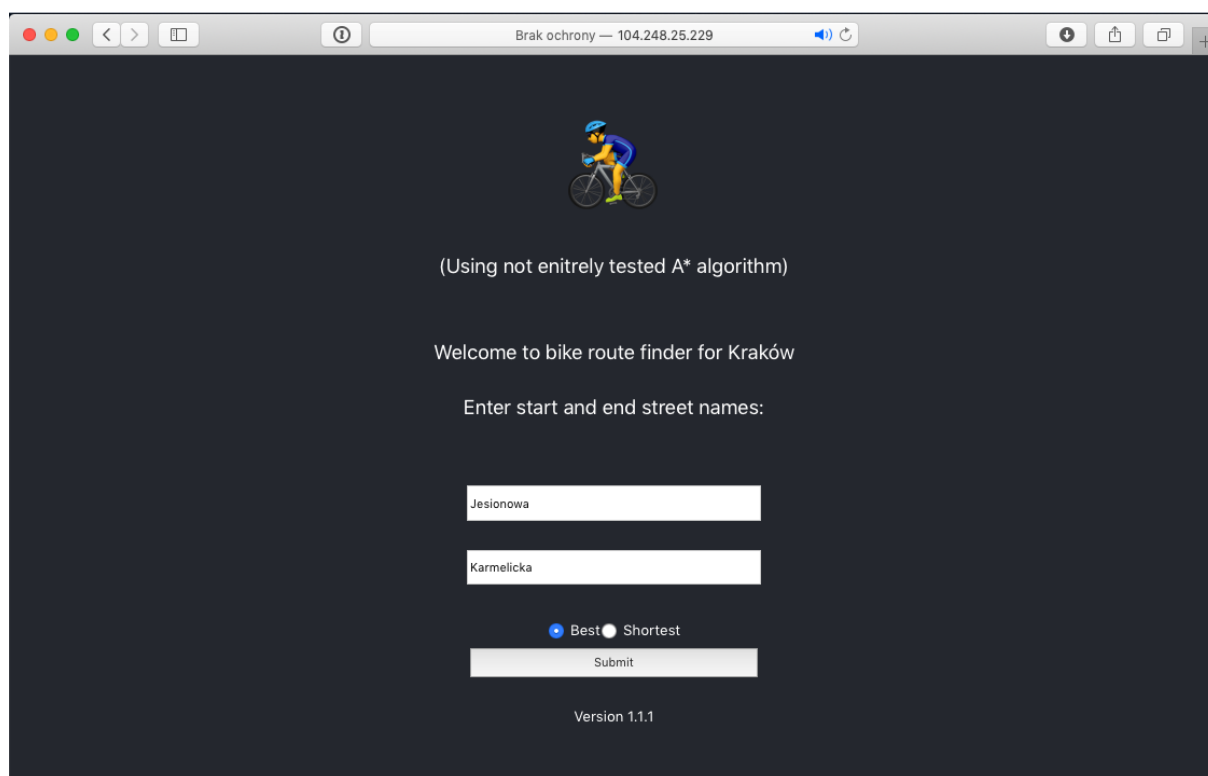 Brak ochrony — 104.248.25.229
(Using not enitrely tested A* algorithm)
Welcome to bike route finder for Kraków
Enter start and end street names:
Jesionowa
Karmelicka
Best Shortest
Submit
Version 1.1.1